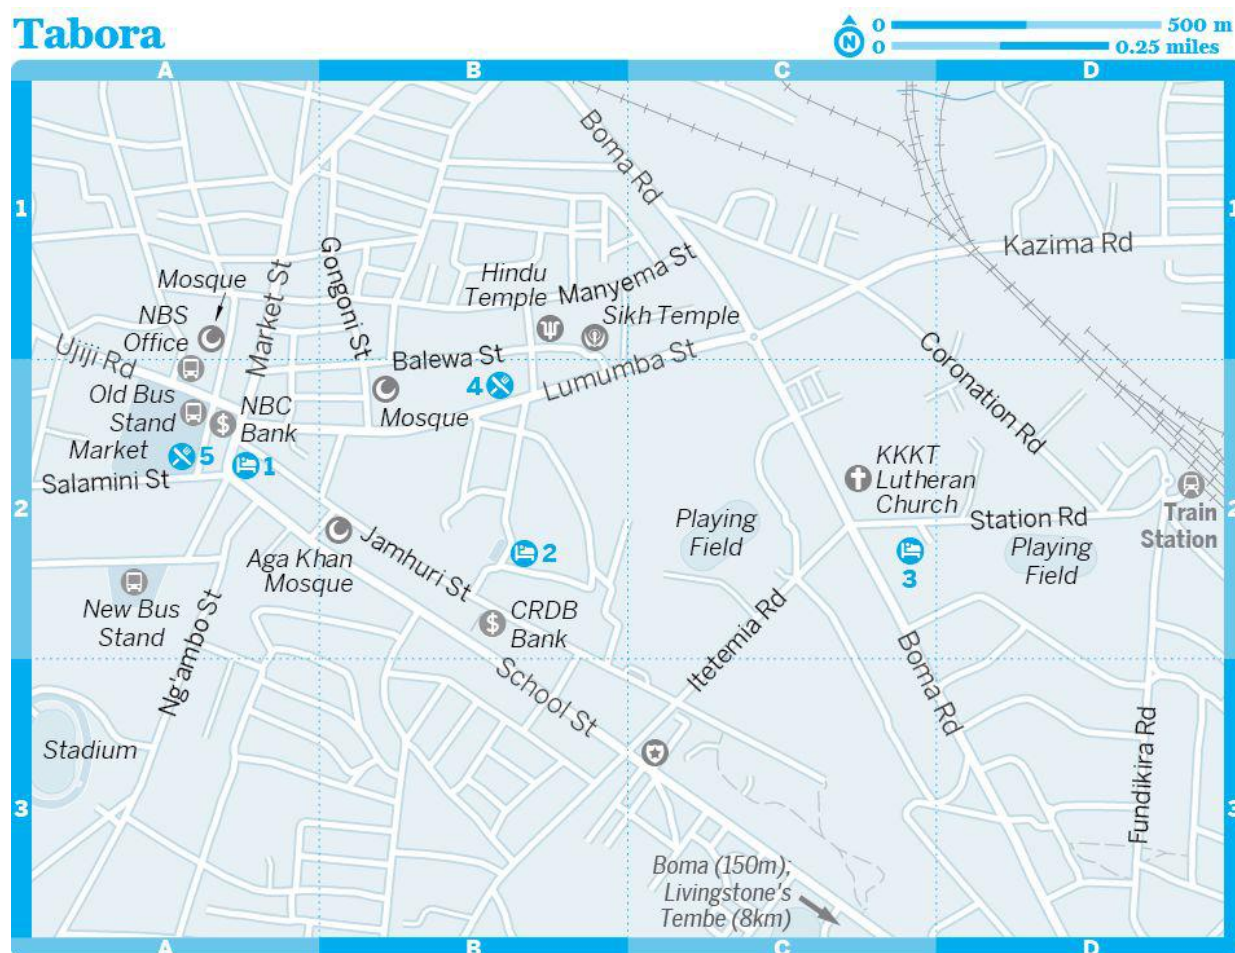 Tabora
0 500 m
N
0 0.25 miles
A B C D
1 1
Boma Rd
Kazima Rd
Gongoni St
Market St
Mosque
Hindu
Temple
Manyema St
Sikh Temple
NBS
Office
Ujiji Rd
Balewa St
Lumumba St
Coronation Rd
4
Old Bus
Stand
NBC
Bank
Mosque
Market
5
1
Salamini St
KKKT
Lutheran
Church
2 2
Playing
Field
Station Rd
Train
Station
Aga Khan
Mosque
Jamhuri St
2
3
Playing
Field
New Bus
Stand
Ng'ambo St
CRDB
Bank
Itetemia Rd
Boma Rd
School St
Stadium
Fundikira Rd
3 3
Boma (150m);
Livingstone's
Tembe (8km)
A B C D